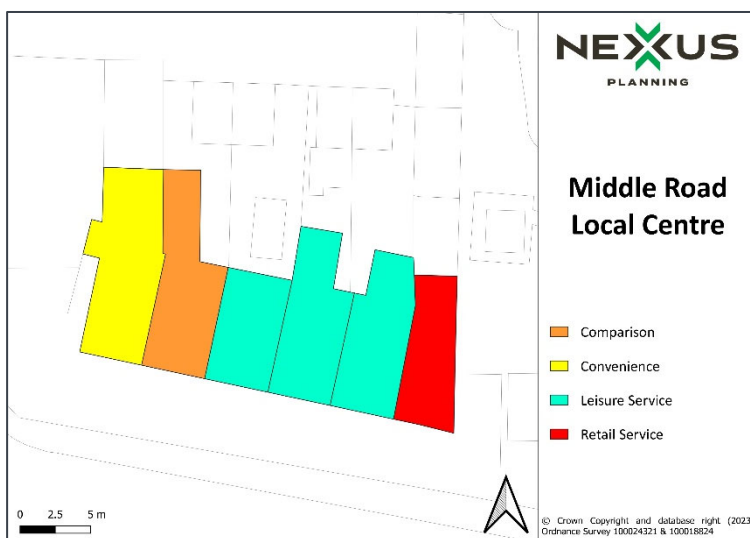 NEXUS
PLANNING
Middle Road
Local Centre
Comparison
Convenience
Leisure Service
Retail Service
0 2.5 5 m
© Crown Copyright and database right (2023
Ordnance Survey 100024321 & 100018824